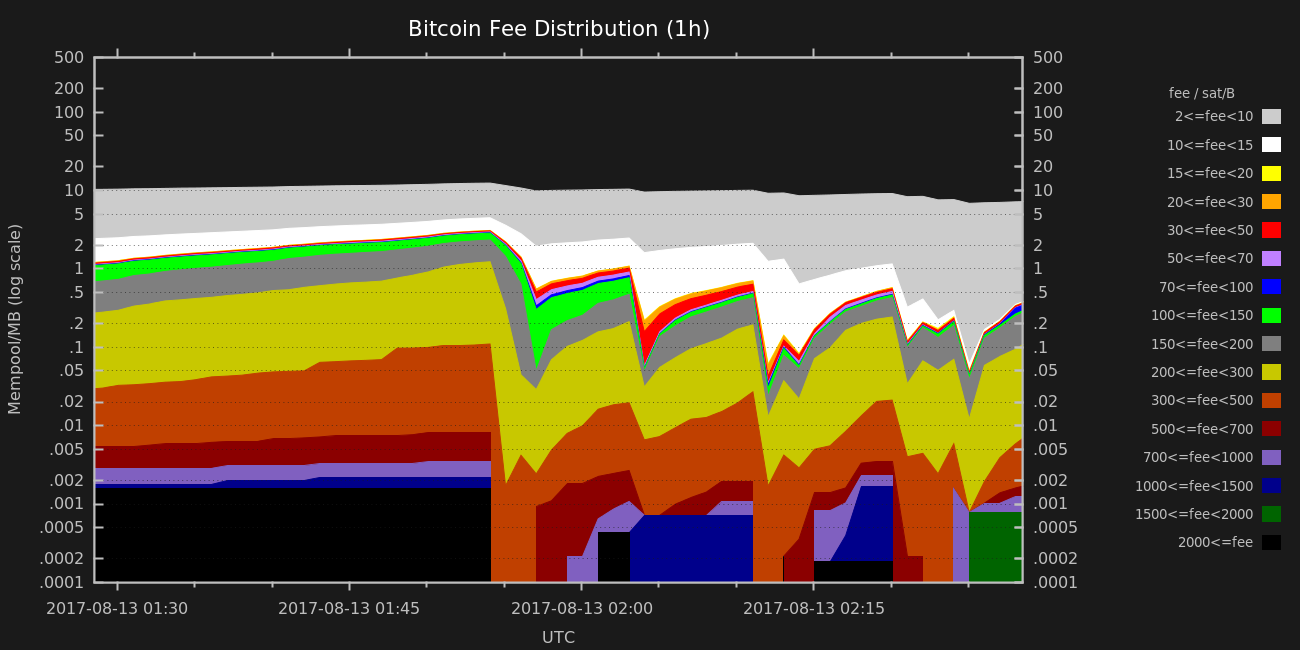 Bitcoin Fee Distribution (1h)
500
200
100
50
20
10
5
2
1
.5
.2
.1
.05
.02
.01
.005
.002
.001
.0005
.0002
.0001
Mempool/MB (log scale)
500
200
100
50
20
10
5
2
1
.5
.2
.1
.05
.02
.01
.005
.002
.001
.0005
.0002
.0001
2017-08-13 01:30
2017-08-13 01:45
2017-08-13 02:00
2017-08-13 02:15
UTC
fee / sat/B
2<=fee<10
10<=fee<15
15<=fee<20
20<=fee<30
30<=fee<50
50<=fee<70
70<=fee<100
100<=fee<150
150<=fee<200
200<=fee<300
300<=fee<500
500<=fee<700
700<=fee<1000
1000<=fee<1500
1500<=fee<2000
2000<=fee